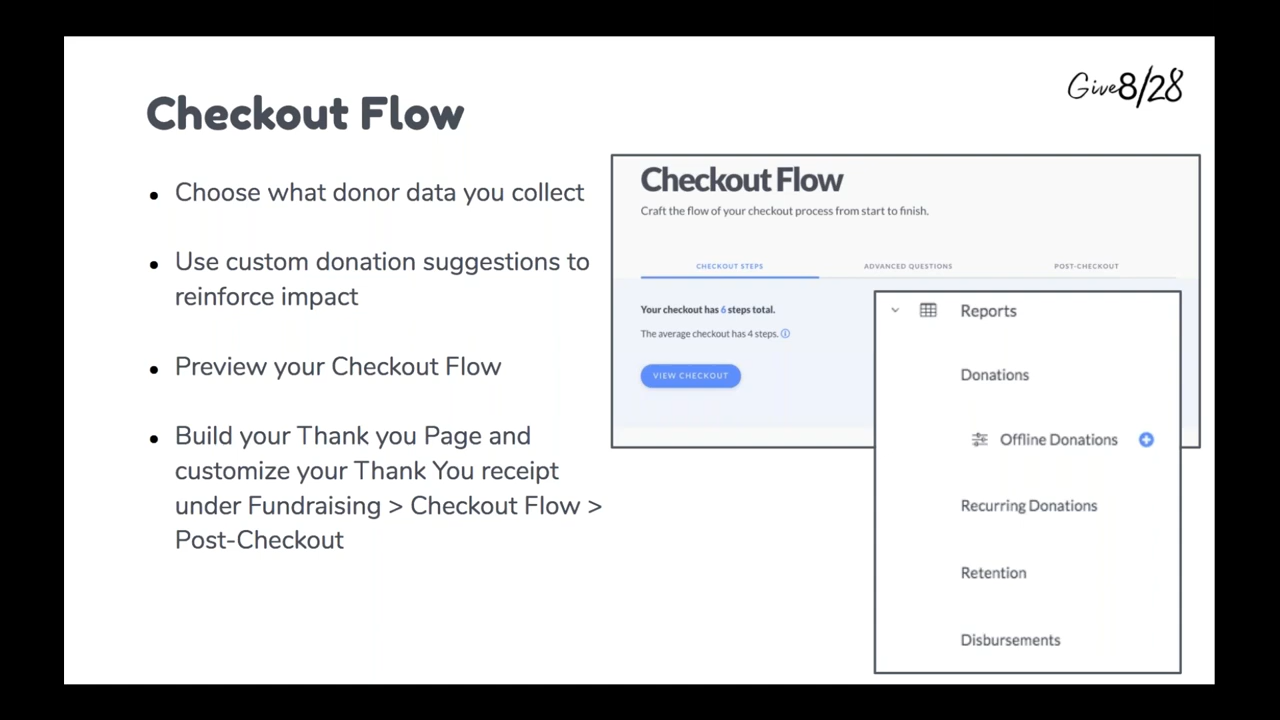 Give8/28
Checkout Flow
• Choose what donor data you collect
• Use custom donation suggestions to
reinforce impact
• Preview your Checkout Flow
• Build your Thank you Page and
customize your Thank You receipt
under Fundraising > Checkout Flow >
Post-Checkout
Checkout Flow
Craft the flow of your checkout process from start to finish.
CHECKOUT STEPS
ADVANCED QUESTIONS
POST-CHECKOUT
Your checkout has 6 steps total.
The average checkout has 4 steps.
VIEW CHECKOUT
Reports
Donations
Offline Donations
Recurring Donations
Retention
Disbursements